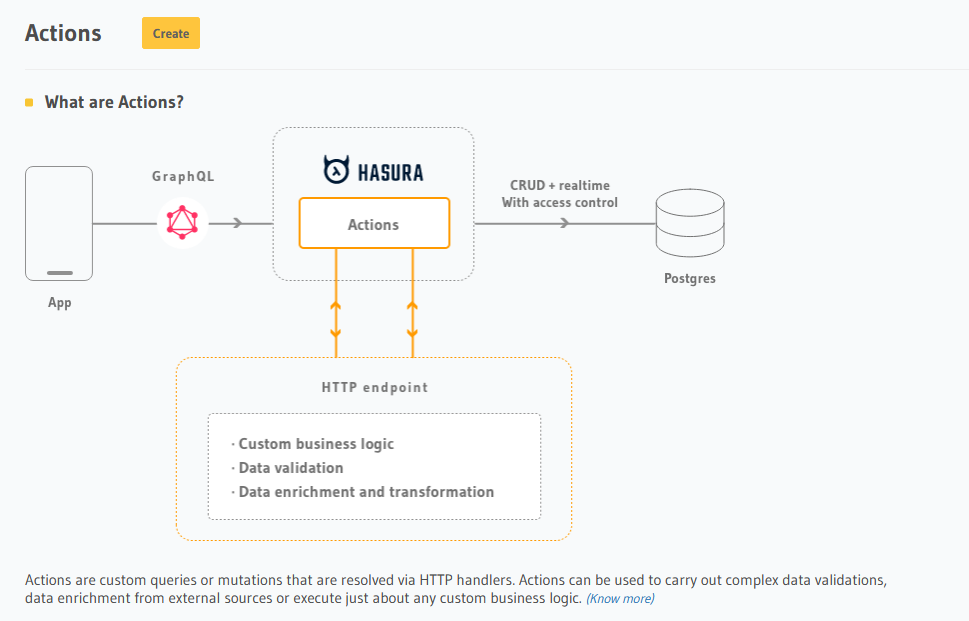 Actions
Create
What are Actions?
GraphQL
HASURA
Actions
CRUD + realtime
With access control
App
Postgres
HTTP endpoint
· Custom business logic
· Data validation
· Data enrichment and transformation
Actions are custom queries or mutations that are resolved via HTTP handlers. Actions can be used to carry out complex data validations,
data enrichment from external sources or execute just about any custom business logic. (Know more)